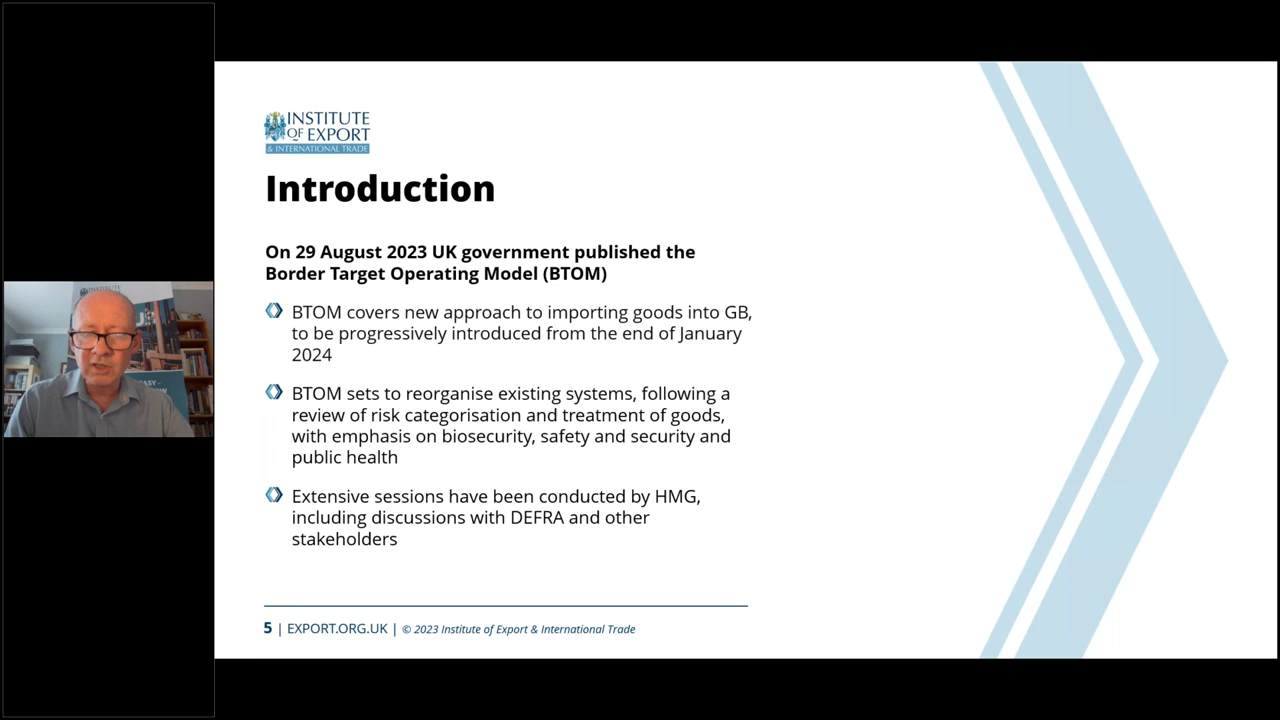 INSTITUTE
OF EXPORT
& INTERNATIONAL TRADE
Introduction
On 29 August 2023 UK government published the
Border Target Operating Model (BTOM)
BTOM covers new approach to importing goods into GB,
to be progressively introduced from the end of January
2024
BTOM sets to reorganise existing systems, following a
review of risk categorisation and treatment of goods,
with emphasis on biosecurity, safety and security and
public health
Extensive sessions have been conducted by HMG,
including discussions with DEFRA and other
stakeholders
5 | EXPORT.ORG.UK | © 2023 Institute of Export & International Trade